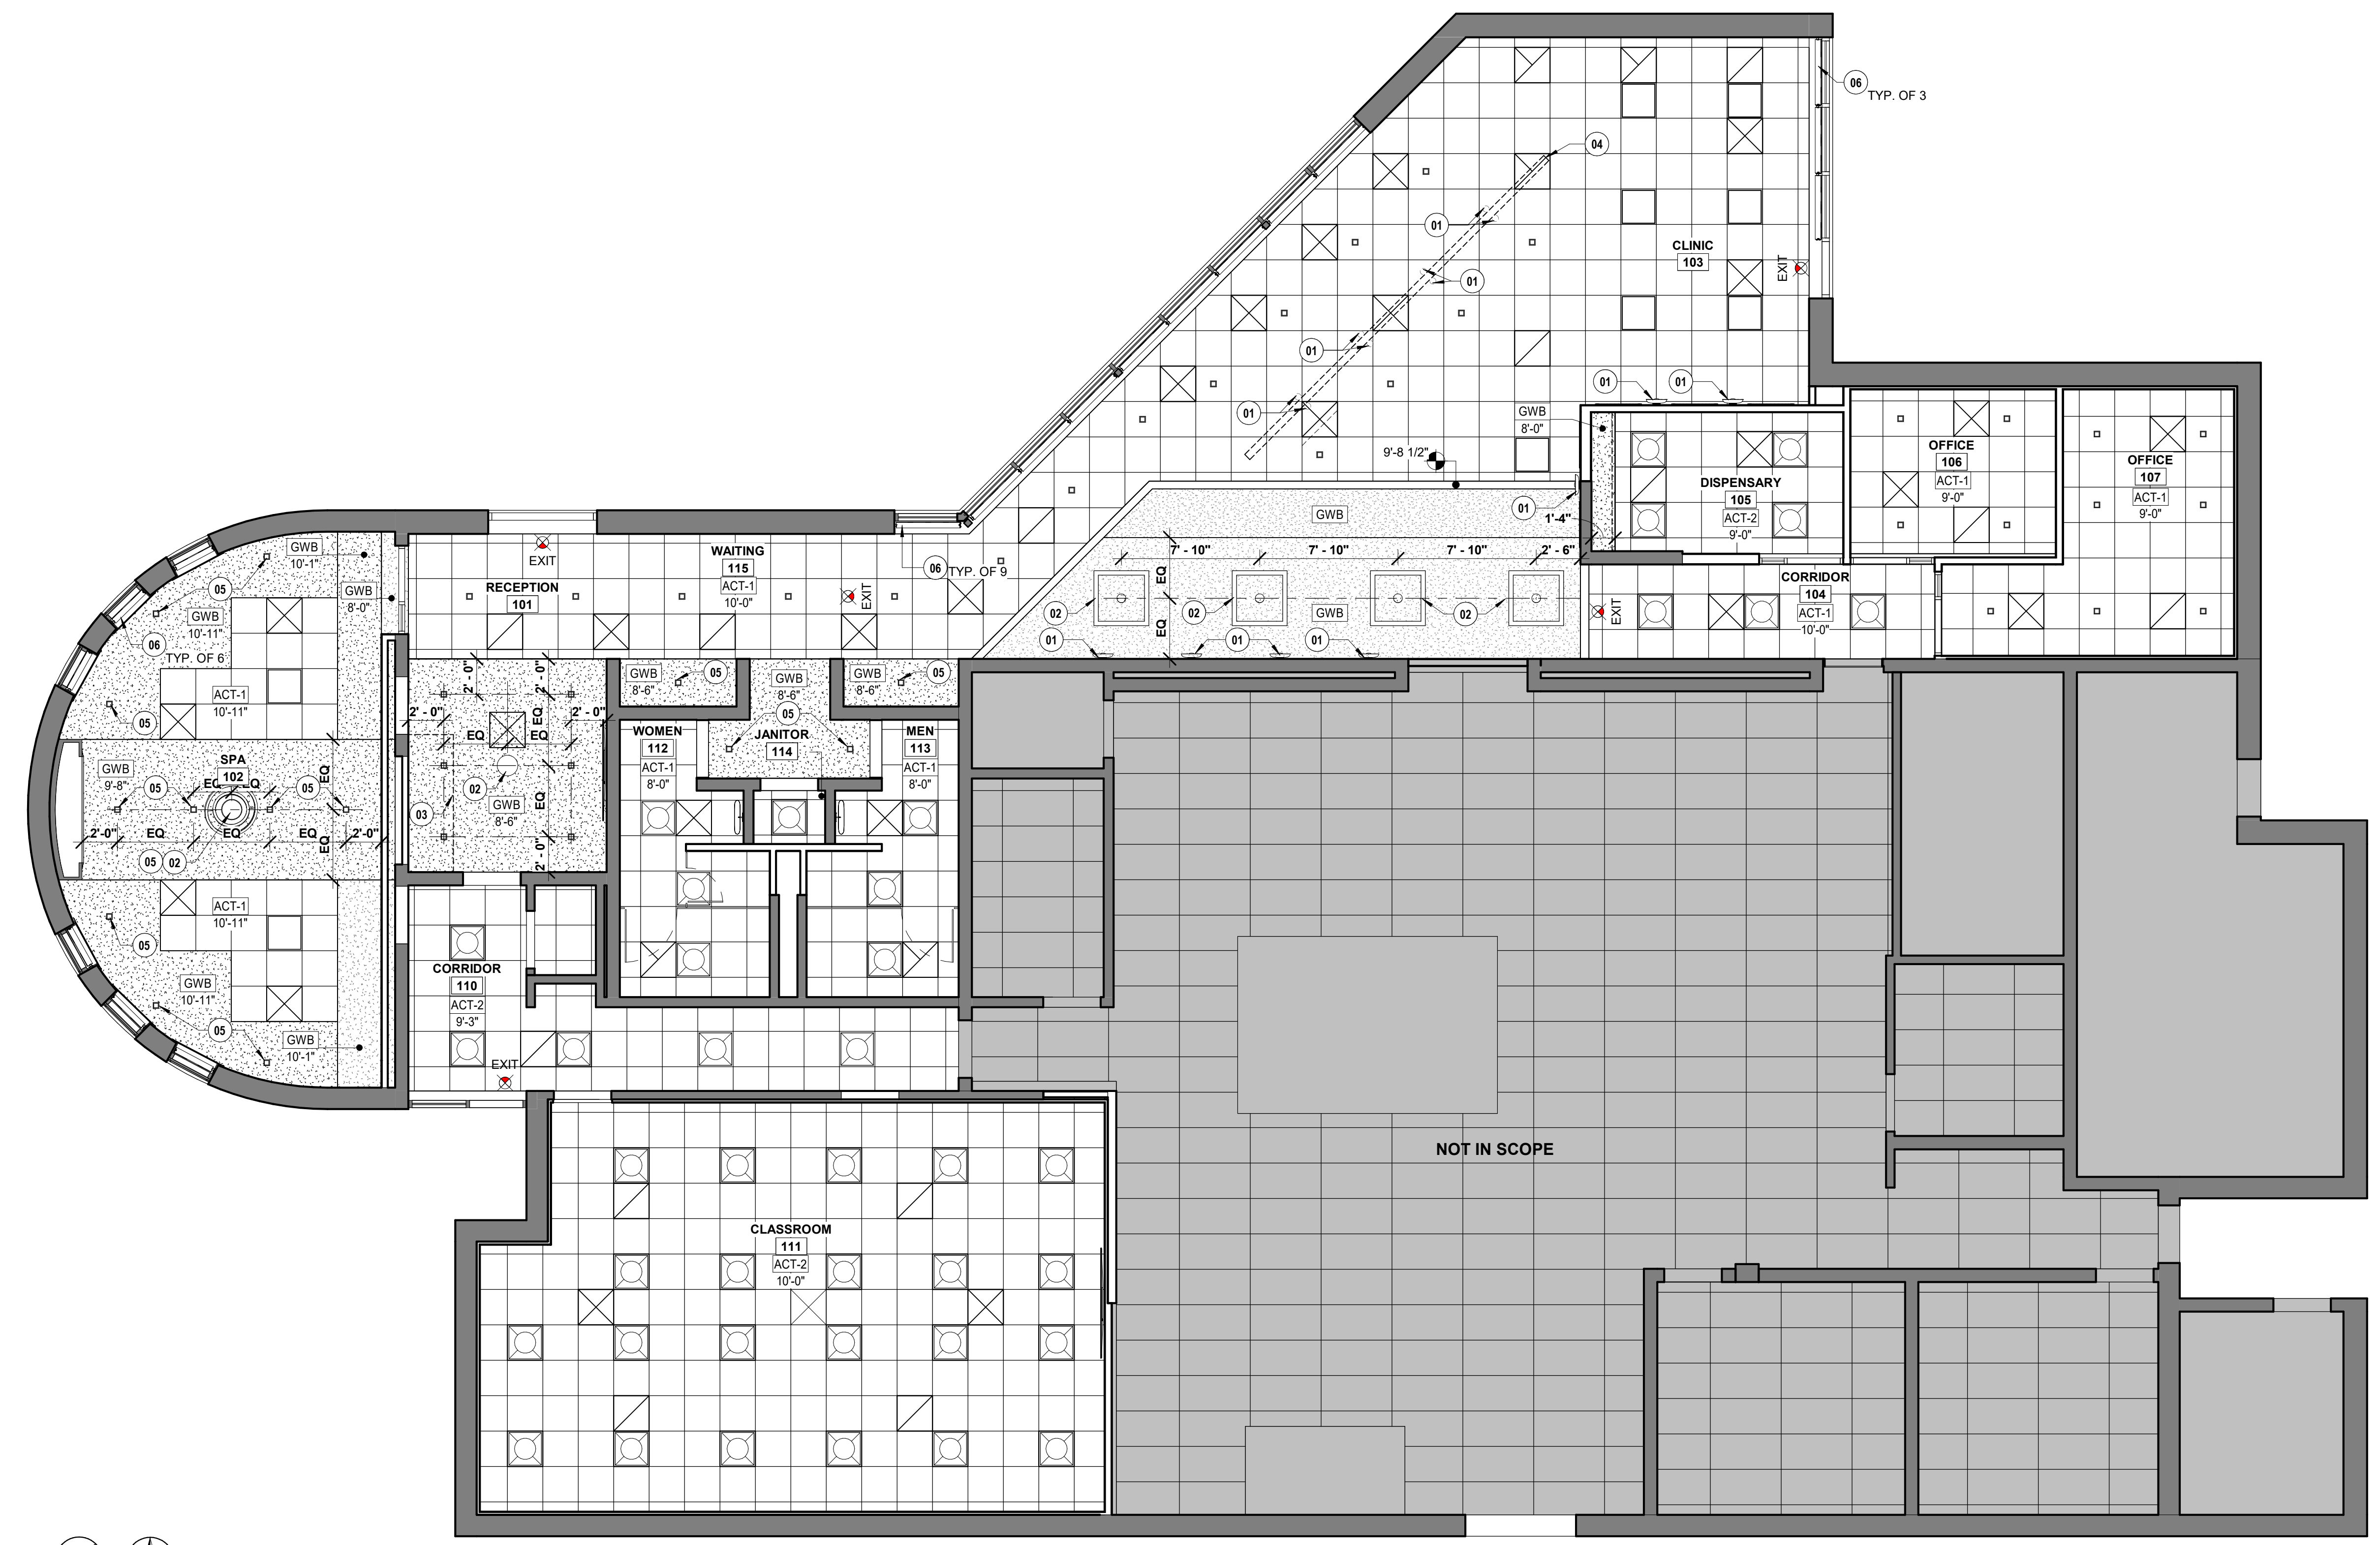 06
TYP. OF 3
04
01
CLINIC
103
EXIT
01
01
01
01
01
01
GWB
8'-0"
9'-8 1/2"
OFFICE
106
ACT-1
9'-0"
OFFICE
107
ACT-1
9'-0"
DISPENSARY
105
ACT-2
9'-0"
01
1'-4"
GWB
GWB
10'-1"
WAITING
115
ACT-1
10'-0"
EXIT
7' - 10"
7' - 10"
7' - 10"
2' - 6"
06
TYP. OF 9
EQ
EQ
CORRIDOR
104
ACT-1
10'-0"
EXIT
05
GWB
8'-0"
RECEPTION
101
EXIT
GWB
10'-11"
02
02
GWB
02
01
01
01
06
TYP. OF 6
2' - 0"
2' - 0"
GWB
8'-6"
05
GWB
8'-6"
GWB
8'-6"
05
ACT-1
10'-11"
05
2' - 0"
2' - 0"
EQ
EQ
EQ
05
WOMEN
112
ACT-1
8'-0"
JANITOR
114
MEN
113
ACT-1
8'-0"
SPA
102
GWB
9'-8"
05
EQ
EQ
05
EQ
02
03
GWB
8'-6"
EQ
2'-0"
EQ
EQ
EQ
2'-0"
EQ
05
02
2' - 0"
ACT-1
10'-11"
05
CORRIDOR
110
ACT-2
9'-3"
GWB
10'-11"
05
GWB
10'-1"
EXIT
NOT IN SCOPE
CLASSROOM
111
ACT-2
10'-0"